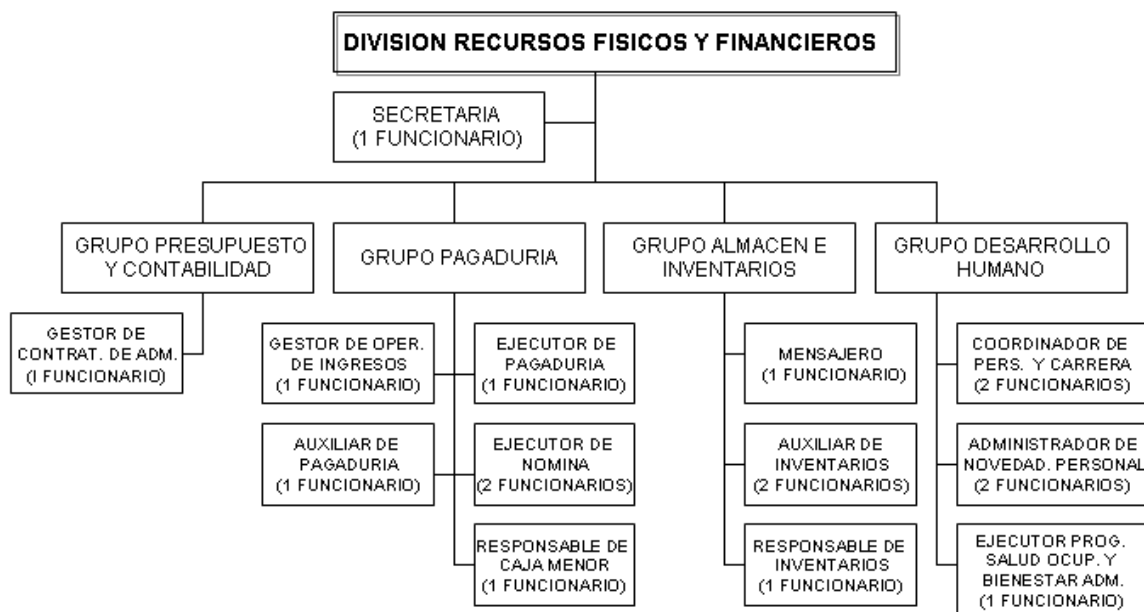 DIVISION RECURSOS FISICOS Y FINANCIEROS
SECRETARIA
(1 FUNCIONARIO)
GRUPO PRESUPUESTO
Y CONTABILIDAD
GRUPO PAGADURIA
GRUPO ALMACEN E
INVENTARIOS
GRUPO DESARROLLO
HUMANO
GESTOR DE
CONTRAT. DE ADM.
(I FUNCIONARIO)
GESTOR DE OPER.
DE INGRESOS
(1 FUNCIONARIO)
EJECUTOR DE
PAGADURIA
(1 FUNCIONARIO)
MENSAJERO
(1 FUNCIONARIO)
COORDINADOR DE
PERS. Y CARRERA
(2 FUNCIONARIOS)
AUXILIAR DE
PAGADURIA
(1 FUNCIONARIO)
EJECUTOR DE
NOMINA
(2 FUNCIONARIOS)
AUXILIAR DE
INVENTARIOS
(2 FUNCIONARIOS)
ADMINISTRADOR DE
NOVEDAD. PERSONAL
(2 FUNCIONARIOS)
RESPONSABLE DE
CAJA MENOR
(1 FUNCIONARIO)
RESPONSABLE DE
INVENTARIOS
(1 FUNCIONARIO)
EJECUTOR PROG.
SALUD OCUP. Y
BIENESTAR ADM.
(1 FUNCIONARIO)